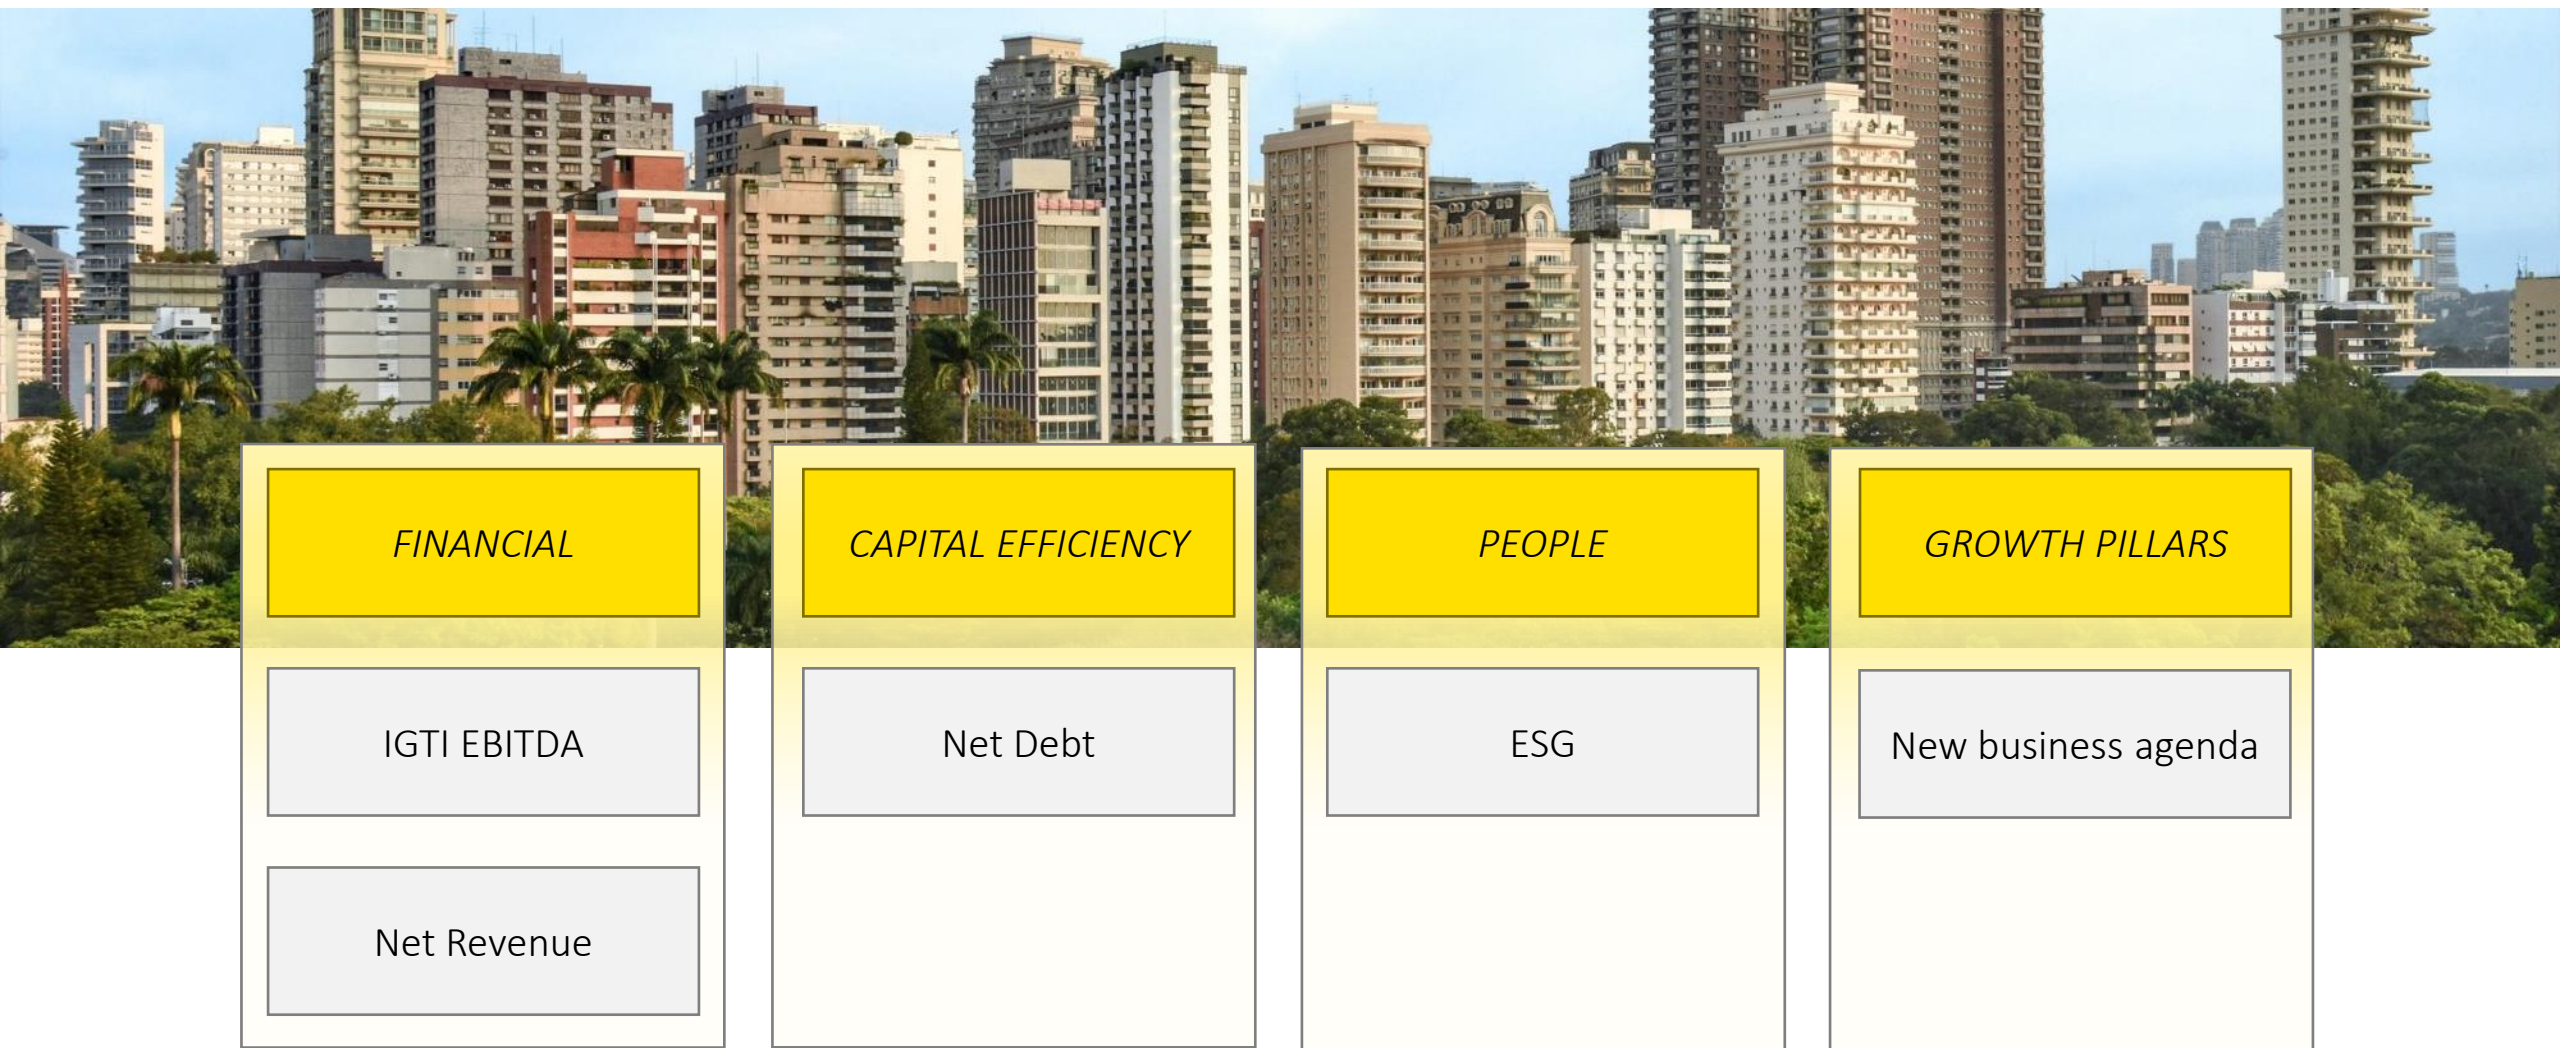 FINANCIAL
IGTI EBITDA
Net Revenue
CAPITAL EFFICIENCY
Net Debt
PEOPLE
ESG
GROWTH PILLARS
New business agenda